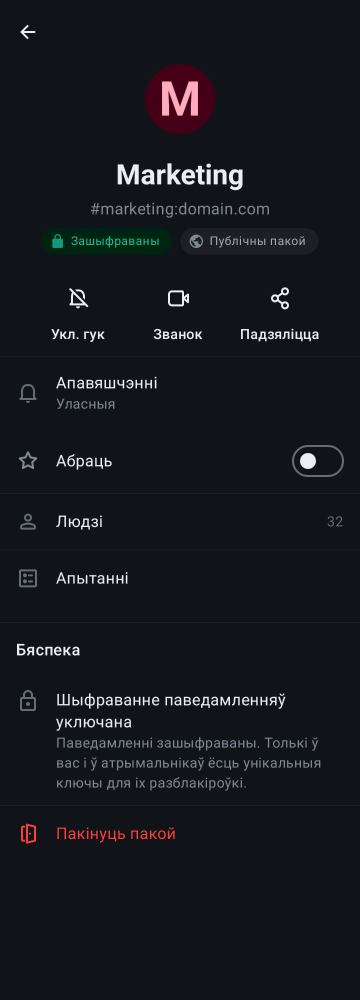 M
Marketing
#marketing:domain.com
Зашыфраваны
Публічны пакой
Укл. гук
Званок
Падзяліцца
Апавяшчэнні
Уласныя
Абраць
Людзі
32
Апытанні
Бяспека
Шыфраванне паведамленняў
уключана
Паведамленні зашыфраваны. Толькі ў
вас і ў атрымальнікаў ёсць унікальныя
ключы для іх разблакіроўкі.
Пакінуць пакой